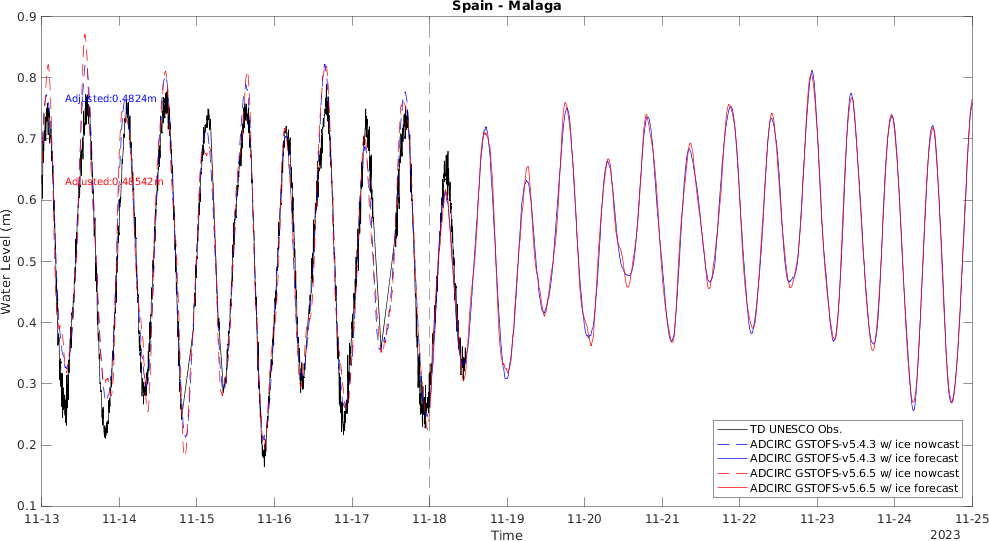 Spain - Malaga
0.9
0.8
0.7
0.6
0.5
0.4
0.3
0.2
0.1
Water Level (m)
Adjusted:0.4824m
Adjusted:0.48542m
TD UNESCO Obs.
ADCIRC GSTOFS-v5.4.3 w/ ice nowcast
ADCIRC GSTOFS-v5.4.3 w/ ice forecast
ADCIRC GSTOFS-v5.6.5 w/ ice nowcast
ADCIRC GSTOFS-v5.6.5 w/ ice forecast
11-13 11-14 11-15 11-16 11-17 11-18 11-19 11-20 11-21 11-22 11-23 11-24 11-25
Time
2023